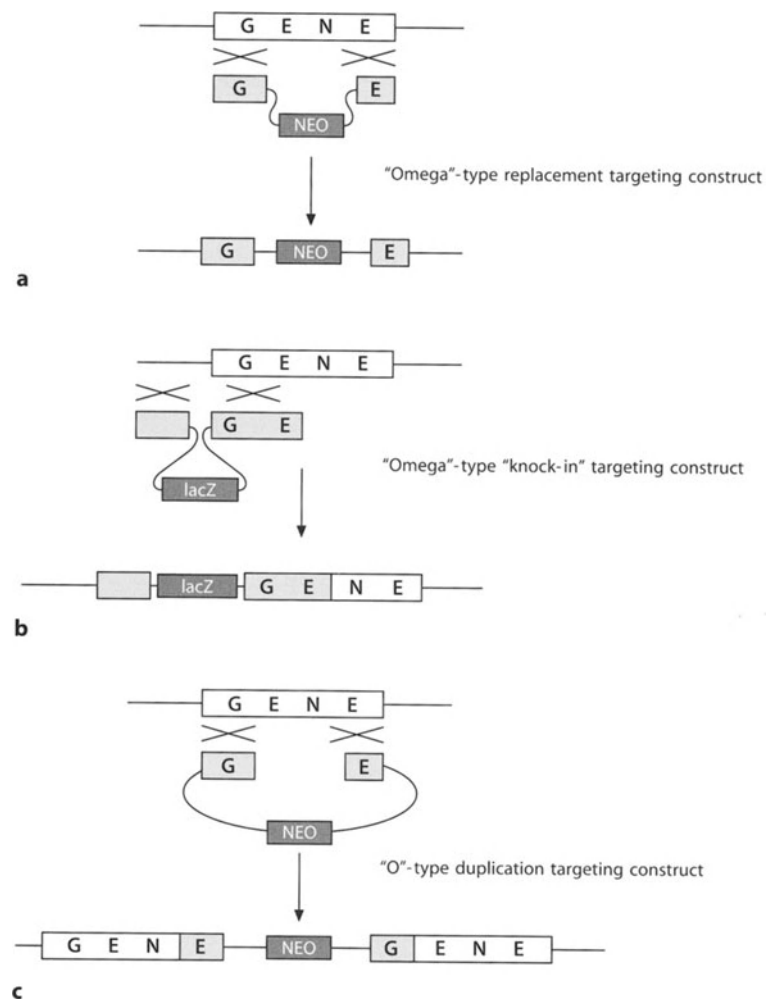 G E N E
G E
NEO
"Omega"-type replacement targeting construct
G NEO E
a
G E N E
G E
lacZ
"Omega"-type "knock-in" targeting construct
lacZ G E N E
b
G E N E
G E
NEO
"O"-type duplication targeting construct
G E N E NEO G E N E
c